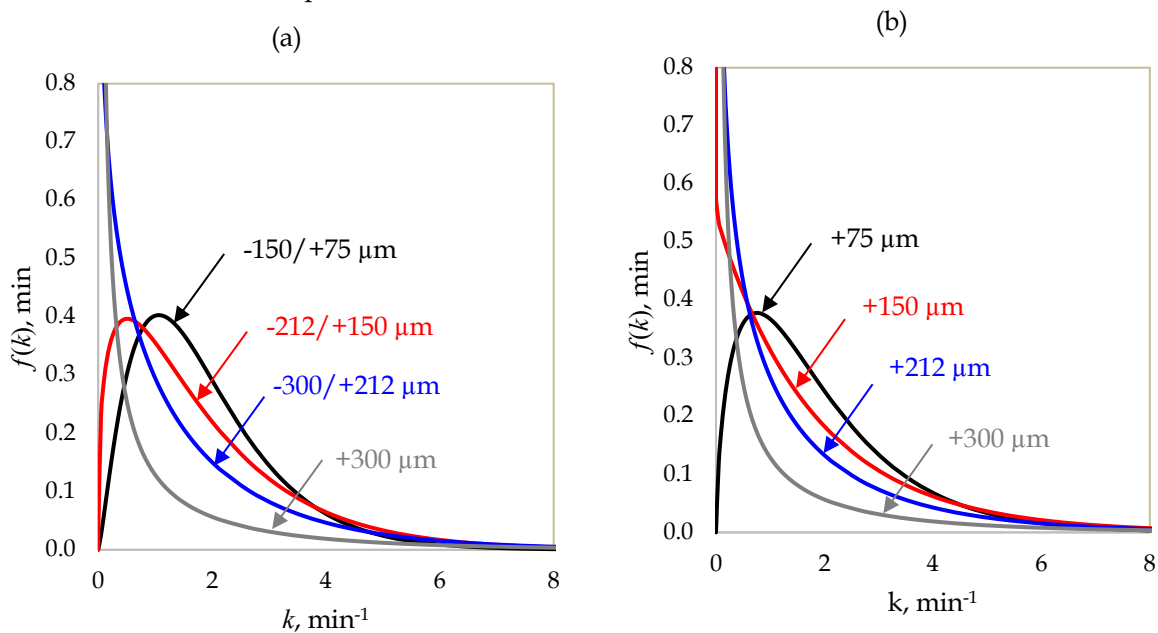 (a)
f(k), min
0.8
0.7
0.6
0.5
0.4
0.3
0.2
0.1
0.0
-150/+75 µm
-212/+150 µm
-300/+212 µm
+300 µm
0 2 4 6 8
k, min-1
(b)
f(k), min
0.8
0.7
0.6
0.5
0.4
0.3
0.2
0.1
0.0
+75 µm
+150 µm
+212 µm
+300 µm
0 2 4 6 8
k, min-1